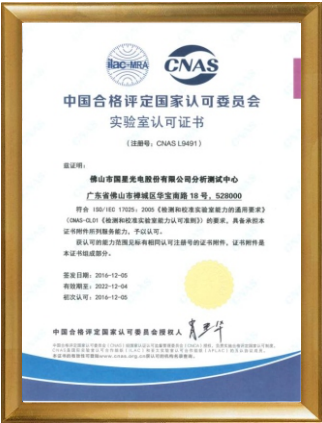 ilac-MRA
CNAS
中国合格评定国家认可委员会
实验室认可证书
(注册号: CNAS L9491)
兹证明:
佛山市国星光电股份有限公司分析测试中心
广东省佛山市禅城区华宝南路 18 号, 528000
符合 ISO/IEC 17025: 2005《检测和校准实验室能力的通用要求》
(CNAS-CL01《检测和校准实验室能力认可准则》)的要求, 具备承担本
证书附件所列服务能力, 予以认可。
获认可的能力范围见标有相同认可注册号的证书附件, 证书附件是
本证书组成部分。
签发日期: 2016-12-05
有效期至: 2022-12-04
初次认可: 2016-12-05
中国合格评定国家认可委员会授权人